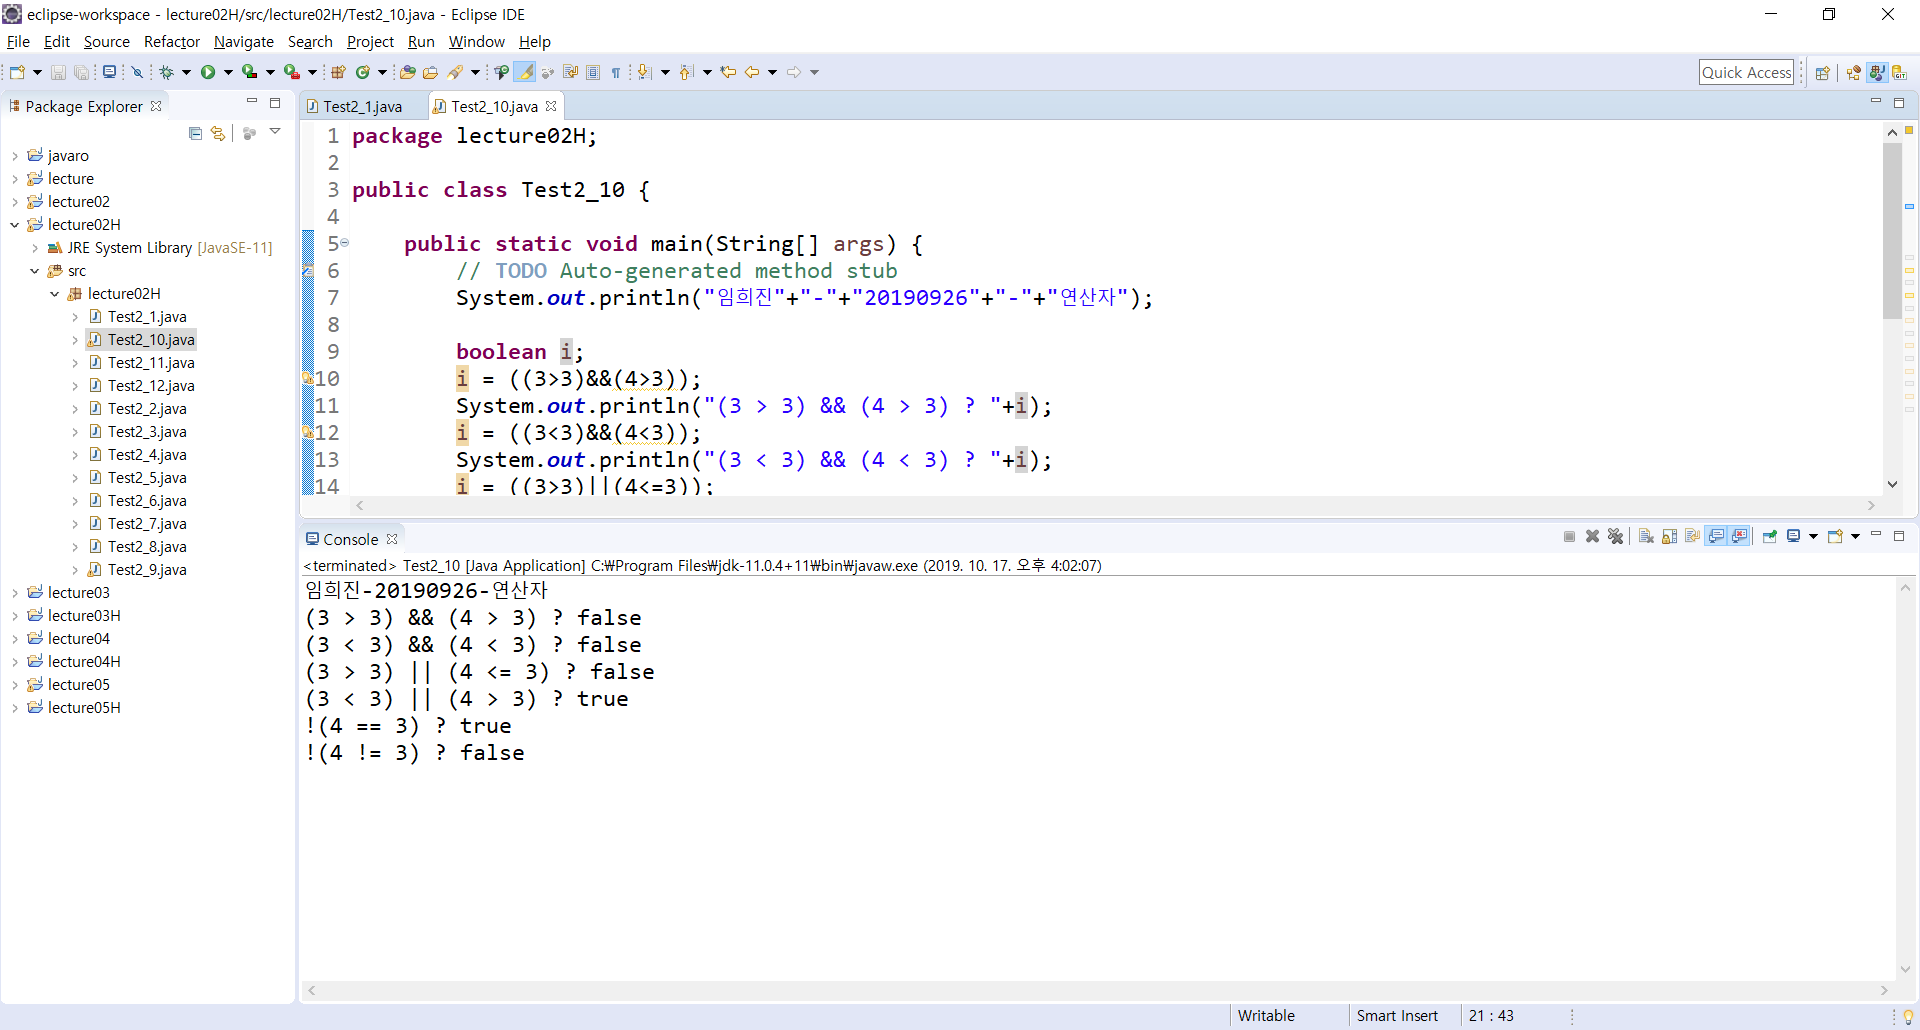 eclipse-workspace - lecture02H/src/lecture02H/Test2_10.java - Eclipse IDE
File Edit Source Refactor Navigate Search Project Run Window Help
Quick Access
Package Explorer
javaro
lecture
lecture02
lecture02H
JRE System Library [JavaSE-11]
src
lecture02H
Test2_1.java
Test2_10.java
Test2_11.java
Test2_12.java
Test2_2.java
Test2_3.java
Test2_4.java
Test2_5.java
Test2_6.java
Test2_7.java
Test2_8.java
Test2_9.java
lecture03
lecture03H
lecture04
lecture04H
lecture05
lecture05H
Test2_1.java Test2_10.java
1 package lecture02H;
2
3 public class Test2_10 {
4
5 public static void main(String[] args) {
6 // TODO Auto-generated method stub
7 System.out.println("임희진"+"-"+"20190926"+"-"+"연산자");
8
9 boolean i;
10 i = ((3>3)&&(4>3));
11 System.out.println("(3 > 3) && (4 > 3) ? "+i);
12 i = ((3<3)&&(4<3));
13 System.out.println("(3 < 3) && (4 < 3) ? "+i);
14 i = ((3>3)||(4<=3));
Console
<terminated> Test2_10 [Java Application] C:₩Program Files₩jdk-11.0.4+11₩bin₩javaw.exe (2019. 10. 17. 오후 4:02:07)
임희진-20190926-연산자
(3 > 3) && (4 > 3) ? false
(3 < 3) && (4 < 3) ? false
(3 > 3) || (4 <= 3) ? false
(3 < 3) || (4 > 3) ? true
!(4 == 3) ? true
!(4 != 3) ? false
Writable Smart Insert 21 : 43